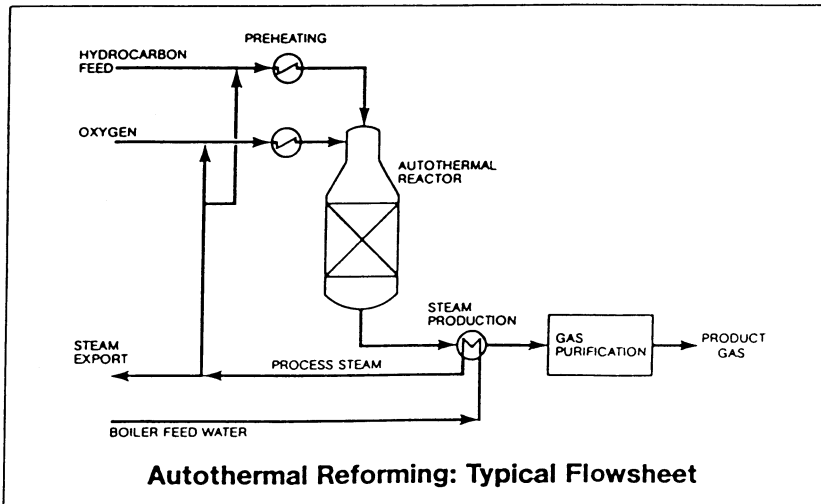 PREHEATING
HYDROCARBON
FEED
OXYGEN
AUTOTHERMAL
REACTOR
STEAM
PRODUCTION
GAS
PURIFICATION
PRODUCT
GAS
STEAM
EXPORT
PROCESS STEAM
BOILER FEED WATER
Autothermal Reforming: Typical Flowsheet